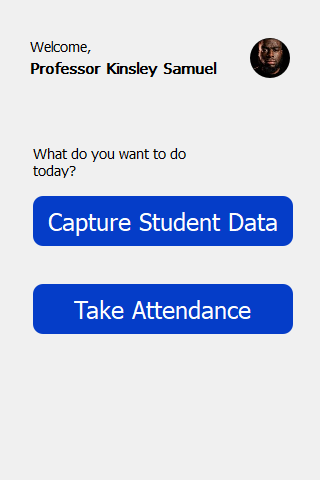 Welcome,
Professor Kinsley Samuel
What do you want to do
today?
Capture Student Data
Take Attendance